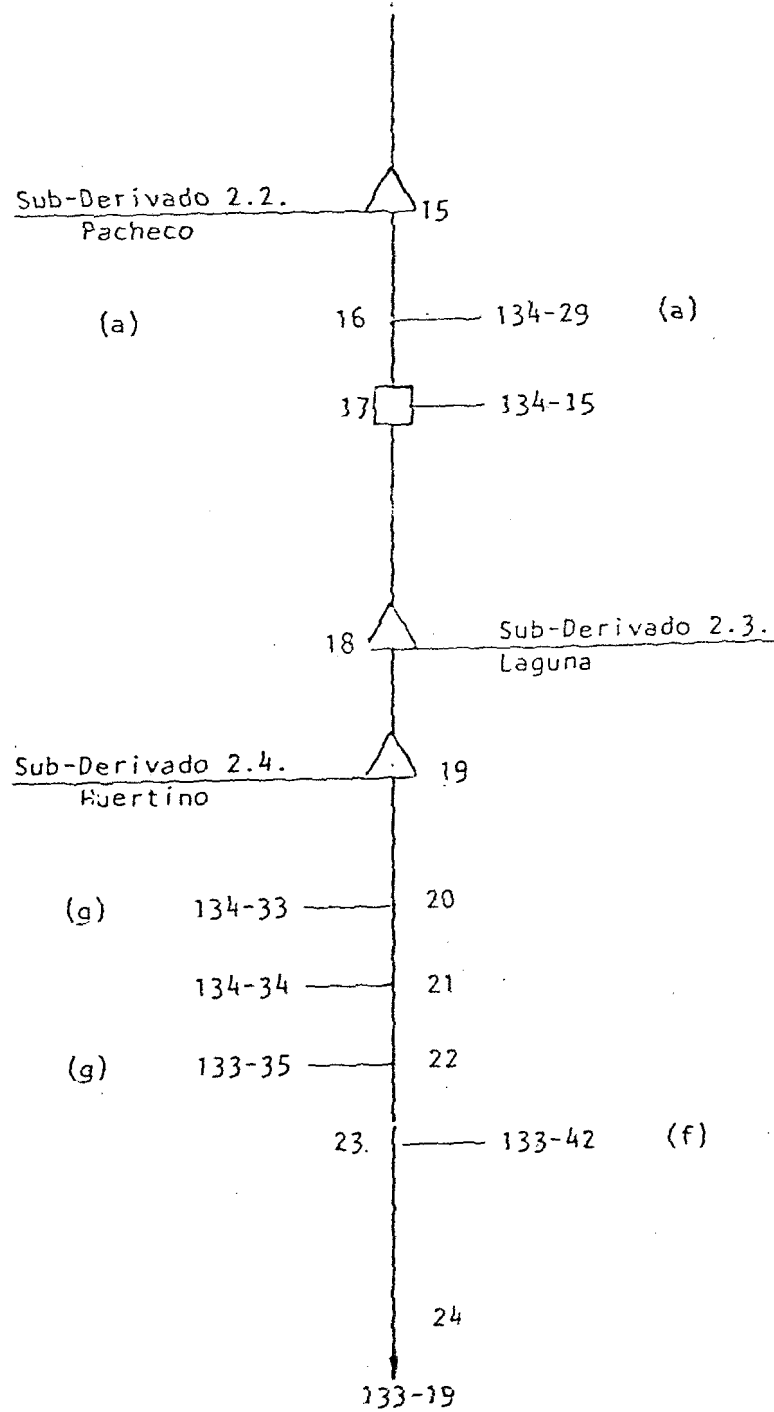 Sub-Derivado 2.2.
Pacheco
15
(a) 16 134-29 (a)
17 134-15
18
Sub-Derivado 2.3.
Laguna
Sub-Derivado 2.4.
Huertino
19
(g) 134-33 20
134-34 21
(g) 133-35 22
23. 133-42 (f)
24
133-19